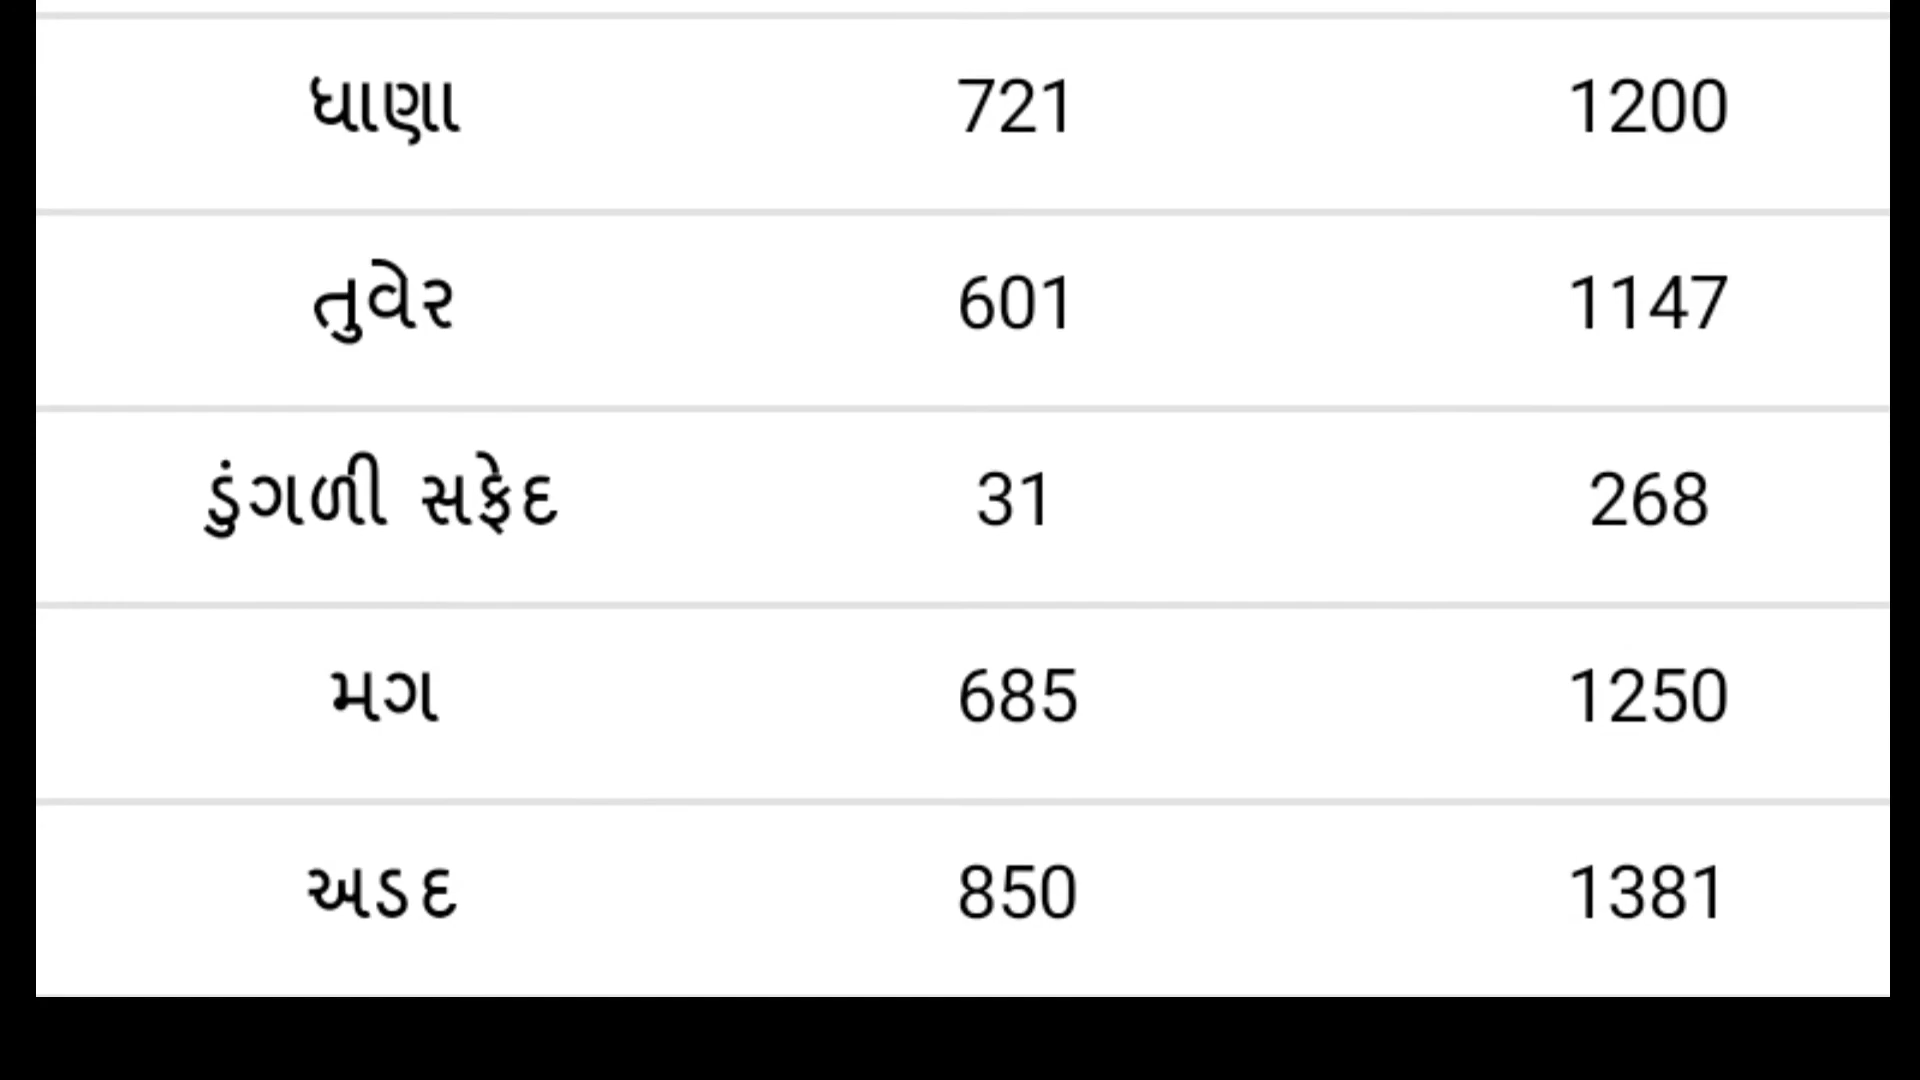 ધાણા 721 1200
તુવેર 601 1147
ડુંગળી સફેદ 31 268
મગ 685 1250
અડદ 850 1381